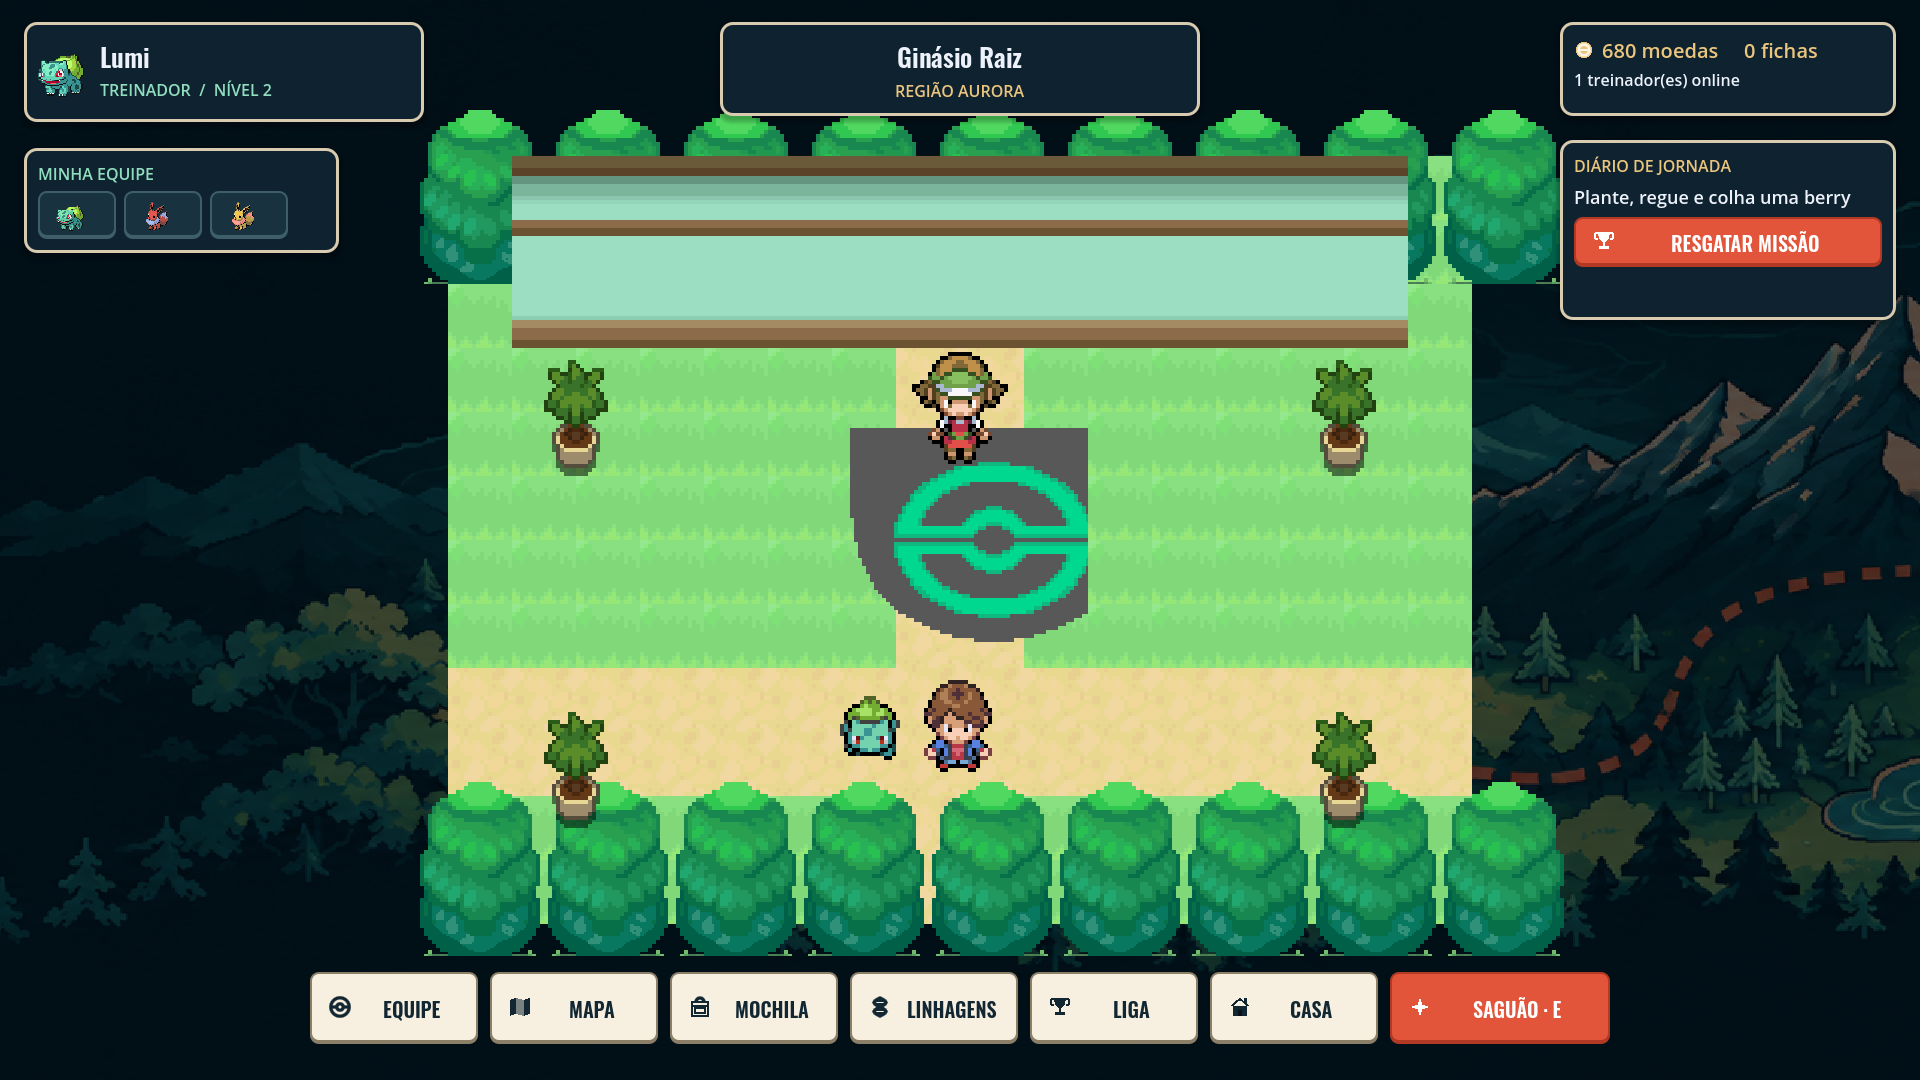 Lumi
TREINADOR / NÍVEL 2
MINHA EQUIPE
Ginásio Raiz
REGIÃO AURORA
680 moedas 0 fichas
1 treinador(es) online
DIÁRIO DE JORNADA
Plante, regue e colha uma berry
RESGATAR MISSÃO
EQUIPE
MAPA
MOCHILA
LINHAGENS
LIGA
CASA
SAGUÃO · E